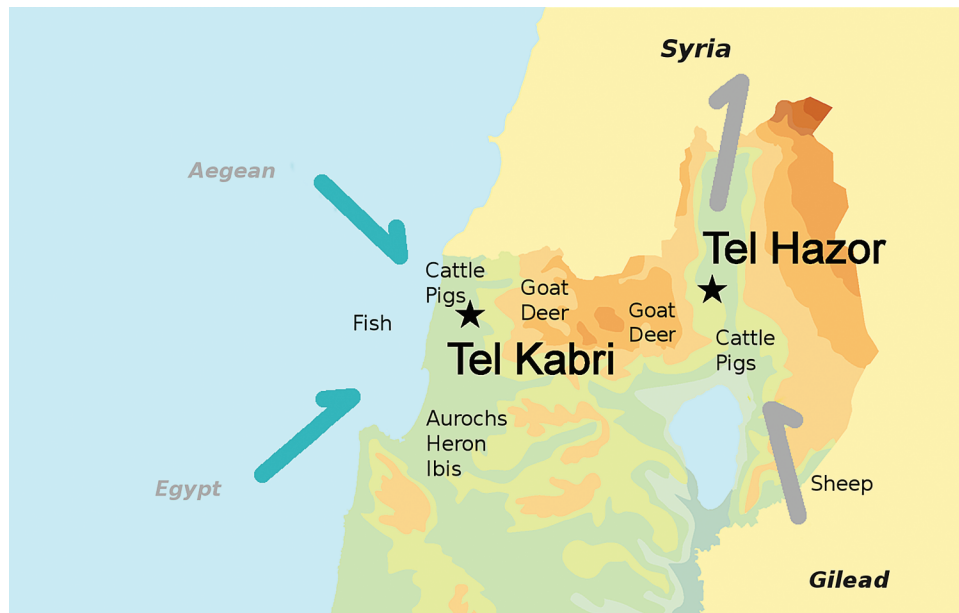 Syria
Aegean
Tel Hazor
Cattle
Pigs
Goat
Deer
Goat
Deer
Fish
Cattle
Pigs
Tel Kabri
Aurochs
Heron
Ibis
Egypt
Sheep
Gilead